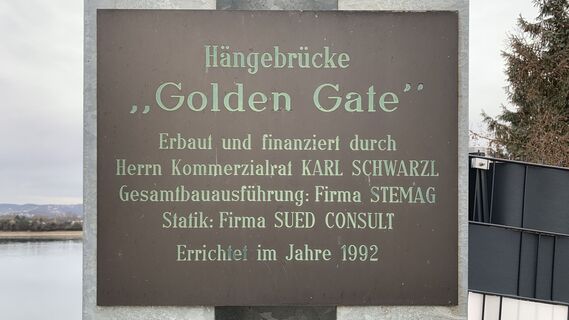 Hängebrücke
„Golden Gate”
Erbaut und finanziert durch
Herrn Kommerzialrat KARL SCHWARZL
Gesamtbauausführung: Firma STEMAG
Statik: Firma SUED CONSULT
Errichtet im Jahre 1992